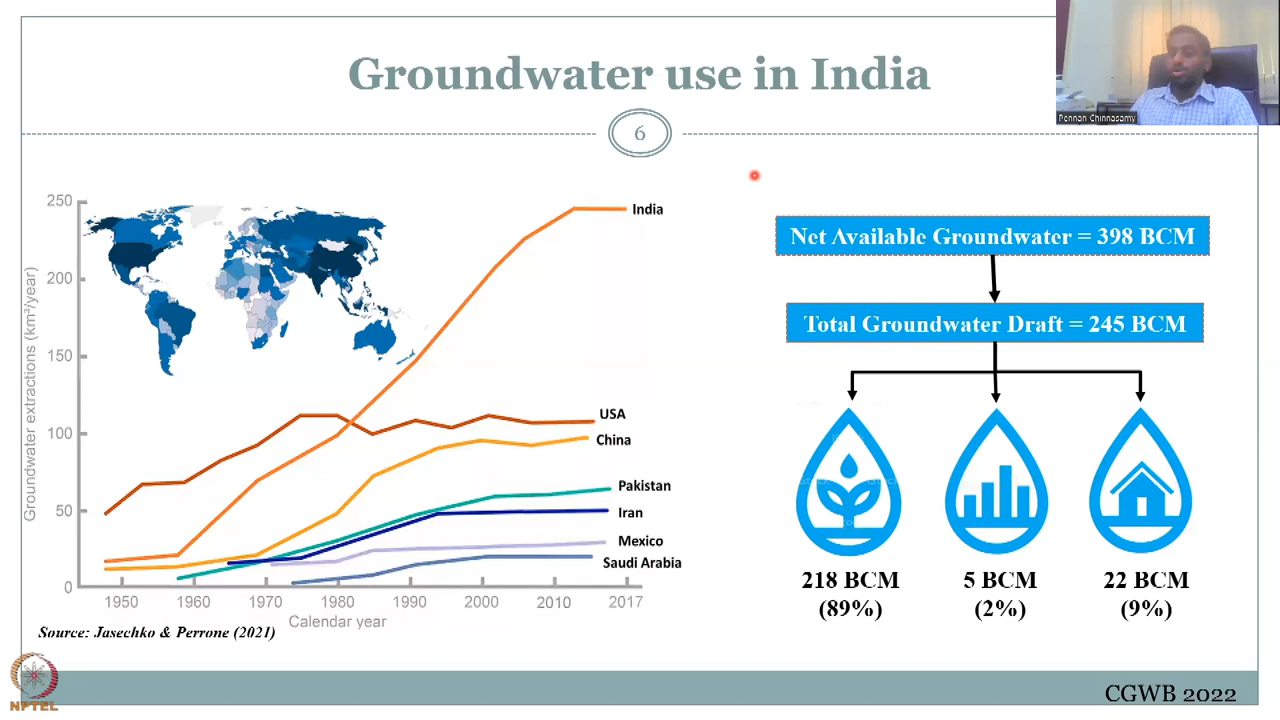 Groundwater use in India
Pennan Chinnasamy
6
Groundwater extractions (km³/year)
250
200
150
100
50
0
India
USA
China
Pakistan
Iran
Mexico
Saudi Arabia
1950 1960 1970 1980 1990 2000 2010 2017
Calendar year
Source: Jasechko & Perrone (2021)
Net Available Groundwater = 398 BCM
Total Groundwater Draft = 245 BCM
218 BCM
(89%)
5 BCM
(2%)
22 BCM
(9%)
NPTEL
CGWB 2022